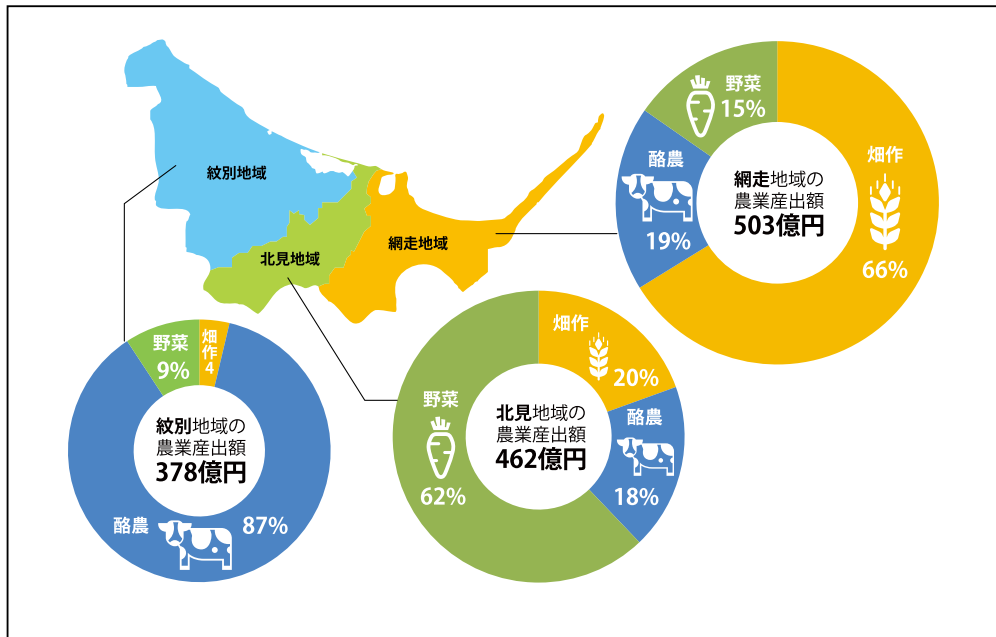 紋別地域
北見地域
網走地域
野菜
15%
酪農
19%
畑作
66%
網走地域の
農業産出額
503億円
野菜
9%
畑作4
紋別地域の
農業産出額
378億円
酪農
87%
畑作
20%
野菜
62%
酪農
18%
北見地域の
農業産出額
462億円